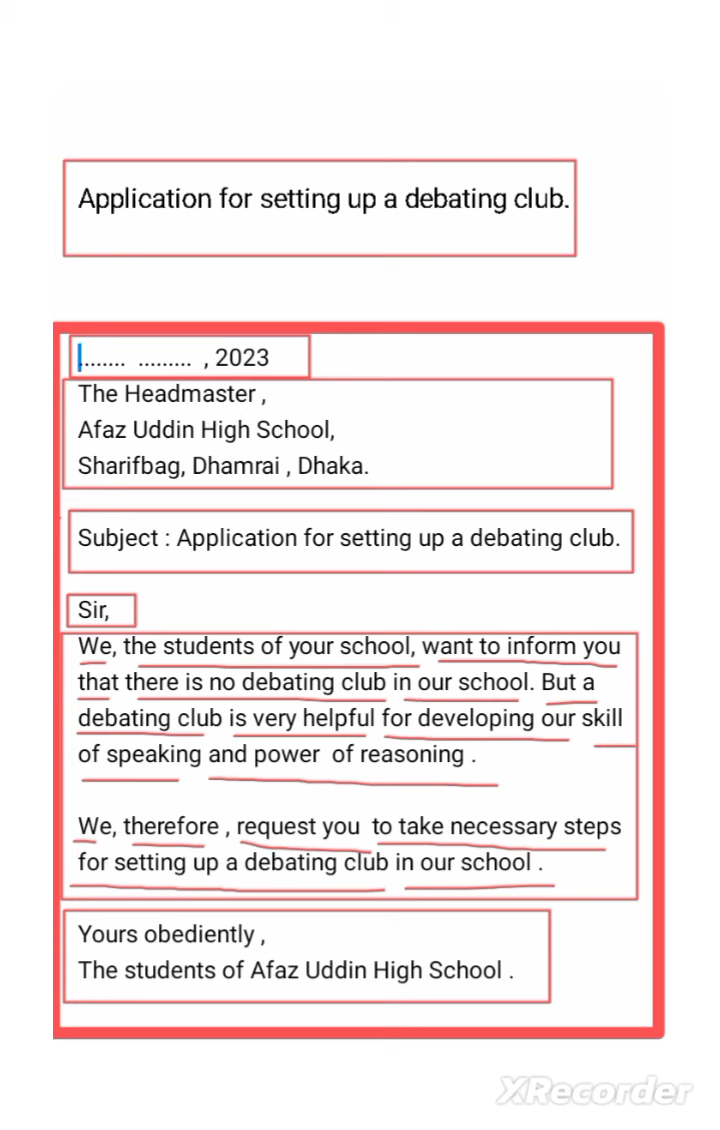 Application for setting up a debating club.
........ ......... , 2023
The Headmaster ,
Afaz Uddin High School,
Sharifbag, Dhamrai , Dhaka.
Subject : Application for setting up a debating club.
Sir,
We, the students of your school, want to inform you
that there is no debating club in our school. But a
debating club is very helpful for developing our skill
of speaking and power of reasoning .
We, therefore , request you to take necessary steps
for setting up a debating club in our school .
Yours obediently ,
The students of Afaz Uddin High School .
XRecorder